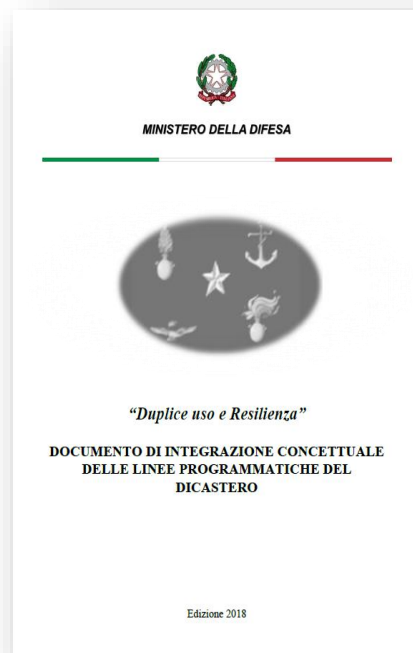 MINISTERO DELLA DIFESA
“Duplice uso e Resilienza”
DOCUMENTO DI INTEGRAZIONE CONCETTUALE
DELLE LINEE PROGRAMMATICHE DEL
DICASTERO
Edizione 2018